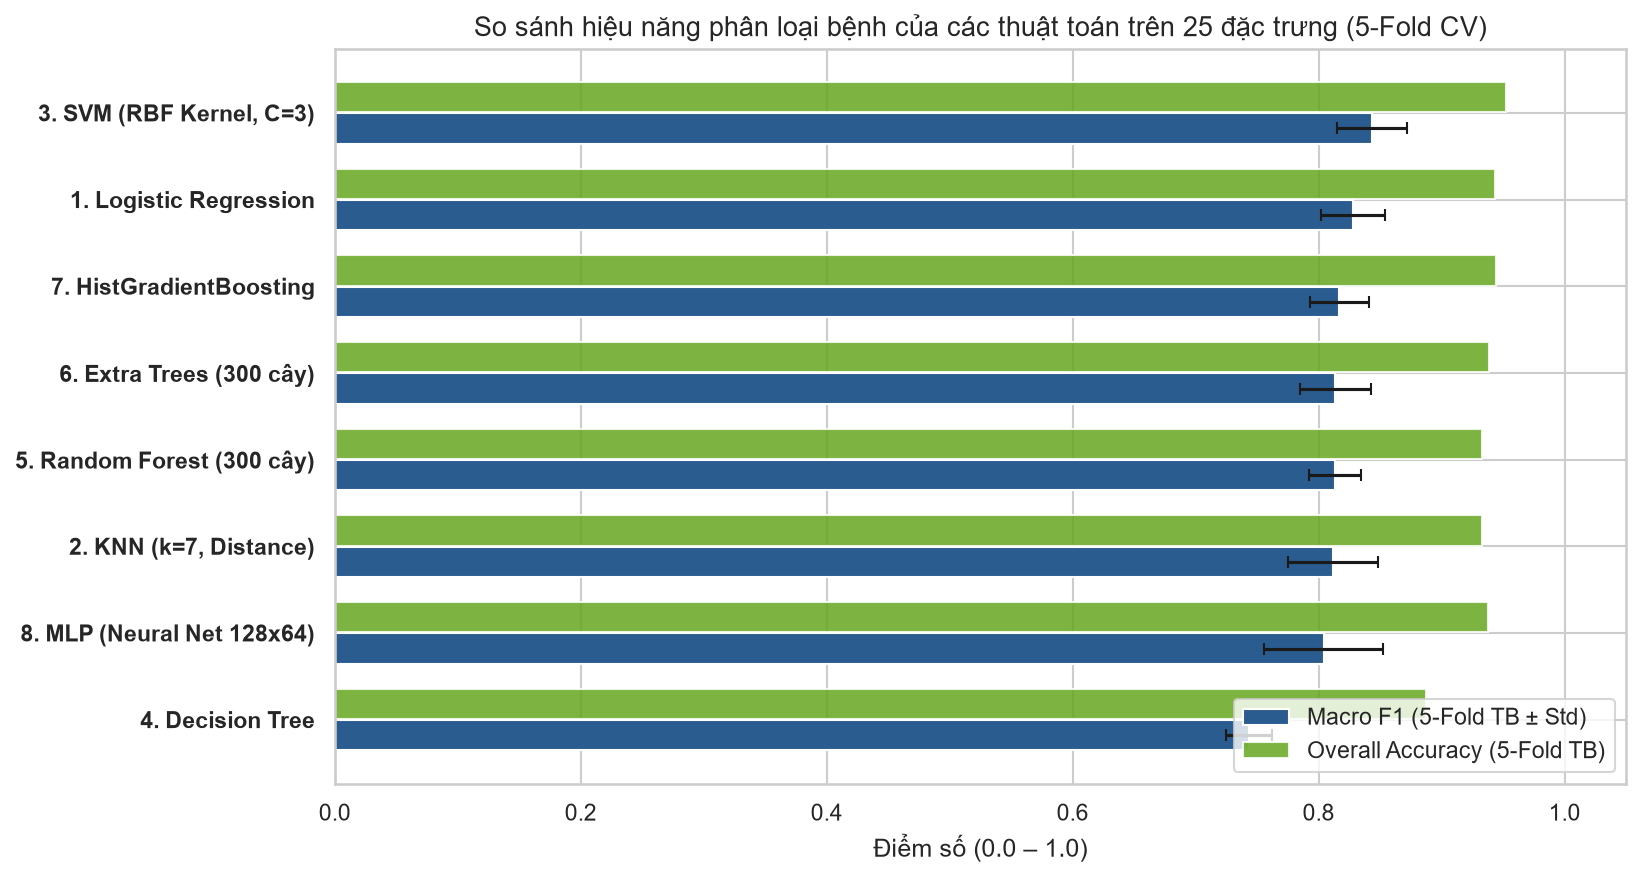 So sánh hiệu năng phân loại bệnh của các thuật toán trên 25 đặc trưng (5-Fold CV)
3. SVM (RBF Kernel, C=3)
1. Logistic Regression
7. HistGradientBoosting
6. Extra Trees (300 cây)
5. Random Forest (300 cây)
2. KNN (k=7, Distance)
8. MLP (Neural Net 128x64)
4. Decision Tree
Macro F1 (5-Fold TB ± Std)
Overall Accuracy (5-Fold TB)
0.0 0.2 0.4 0.6 0.8 1.0
Điểm số (0.0 – 1.0)